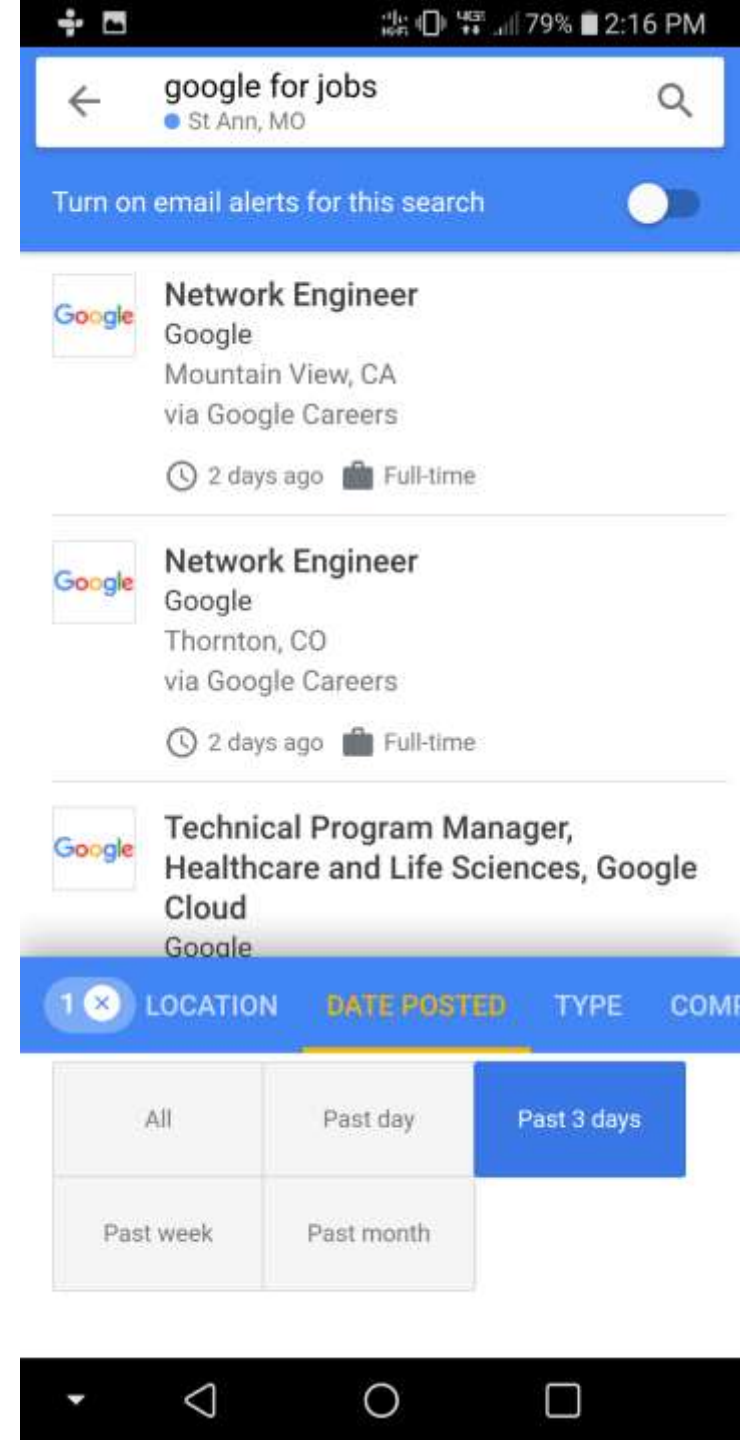 79% 2:16 PM
google for jobs
St Ann, MO
Turn on email alerts for this search
Google
Network Engineer
Google
Mountain View, CA
via Google Careers
2 days ago Full-time
Google
Network Engineer
Google
Thornton, CO
via Google Careers
2 days ago Full-time
Google
Technical Program Manager,
Healthcare and Life Sciences, Google
Cloud
Google
1 LOCATION DATE POSTED TYPE COMP
All Past day Past 3 days
Past week Past month